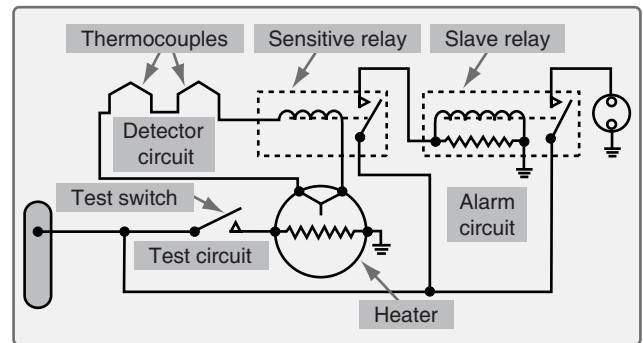 Thermocouples
Sensitive relay
Slave relay
Detector
circuit
Test switch
Alarm
circuit
Test circuit
Heater